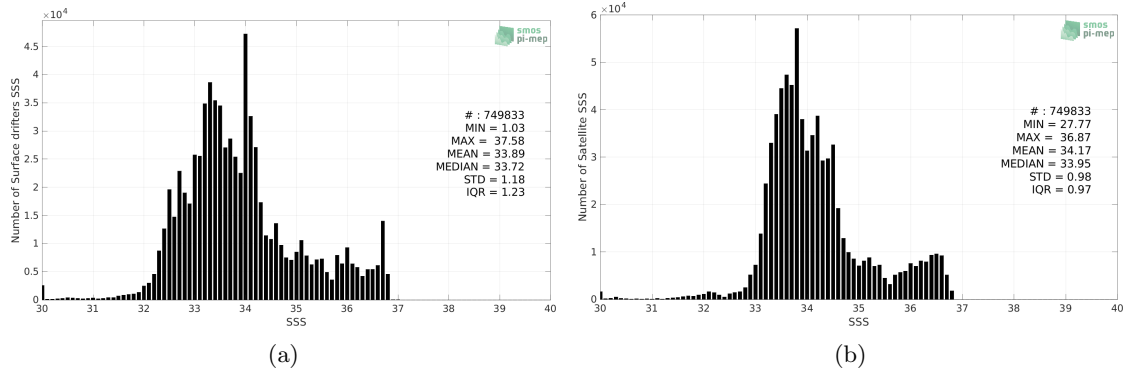 ×10^4
smos
pi-mep
4.5
4
3.5
3
2.5
2
1.5
1
0.5
0
Number of Surface drifters SSS
# : 749833
MIN = 1.03
MAX = 37.58
MEAN = 33.89
MEDIAN = 33.72
STD = 1.18
IQR = 1.23
30 31 32 33 34 35 36 37 38 39 40
SSS
(a)
×10^4
smos
pi-mep
6
5
4
3
2
1
0
Number of Satellite SSS
# : 749833
MIN = 27.77
MAX = 36.87
MEAN = 34.17
MEDIAN = 33.95
STD = 0.98
IQR = 0.97
30 31 32 33 34 35 36 37 38 39 40
SSS
(b)